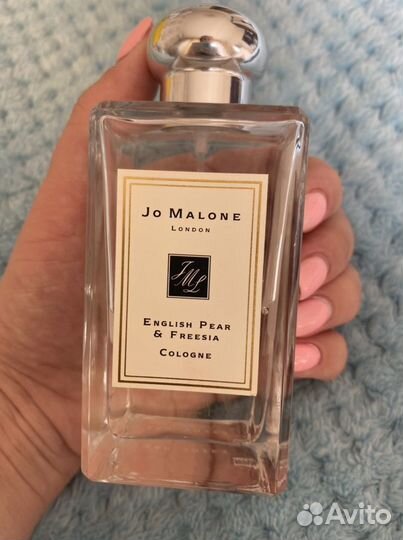 JO MALONE
LONDON
JML
ENGLISH PEAR
& FREESIA
COLOGNE
Avito